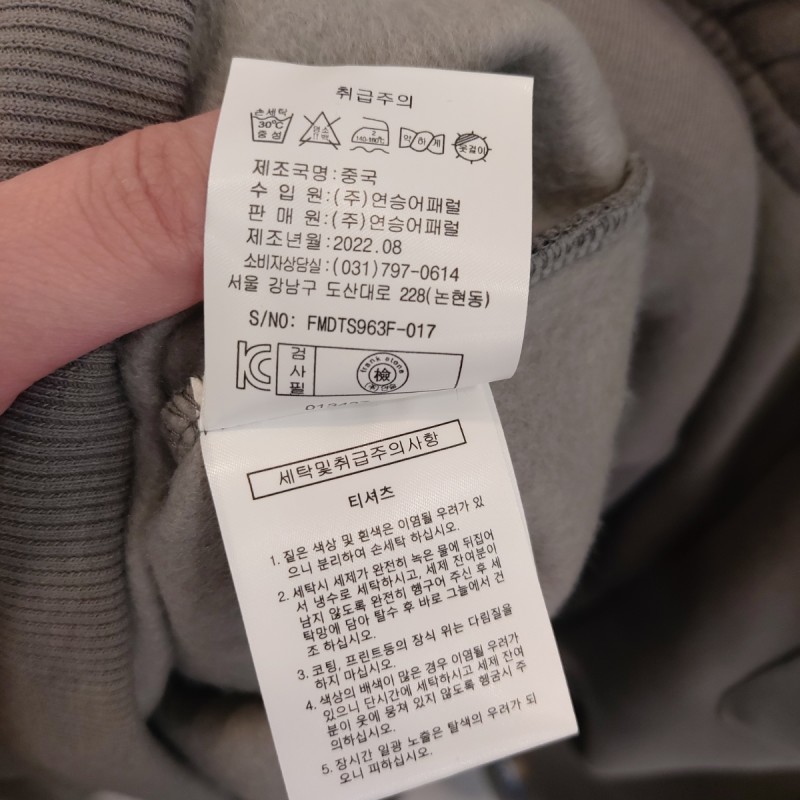 취급주의
손세탁
30℃
중성
염소
표백
2
140-160℃
약하게
옷걸이
제조국명:중국
수 입 원:(주)연승어패럴
판 매 원:(주)연승어패럴
제조년월:2022.08
소비자상담실:(031)797-0614
서울 강남구 도산대로 228(논현동)
S/NO: FMDTS963F-017
KC
검
사
필
hank stone
檢
세탁및취급주의사항
티셔츠
1. 짙은 색상 및 흰색은 이염될 우려가 있
으니 분리하여 손세탁 하십시오.
2. 세탁시 세제가 완전히 녹은 물에 뒤집어
서 냉수로 세탁하시고, 세제 잔여분이
남지 않도록 완전히 헹구어 주신 후 세
탁망에 담아 탈수 후 바로 그늘에서 건
조 하십시오.
3. 코팅, 프린트등의 장식 위는 다림질을
하지 마십시오.
4. 색상의 배색이 많은 경우 이염될 우려가
있으니 단시간에 세탁하시고 세제 잔여
분이 옷에 뭉쳐 있지 않도록 헹굼시 주
의하십시오.
5. 장시간 일광 노출은 탈색의 우려가 되
오니 피하십시오.